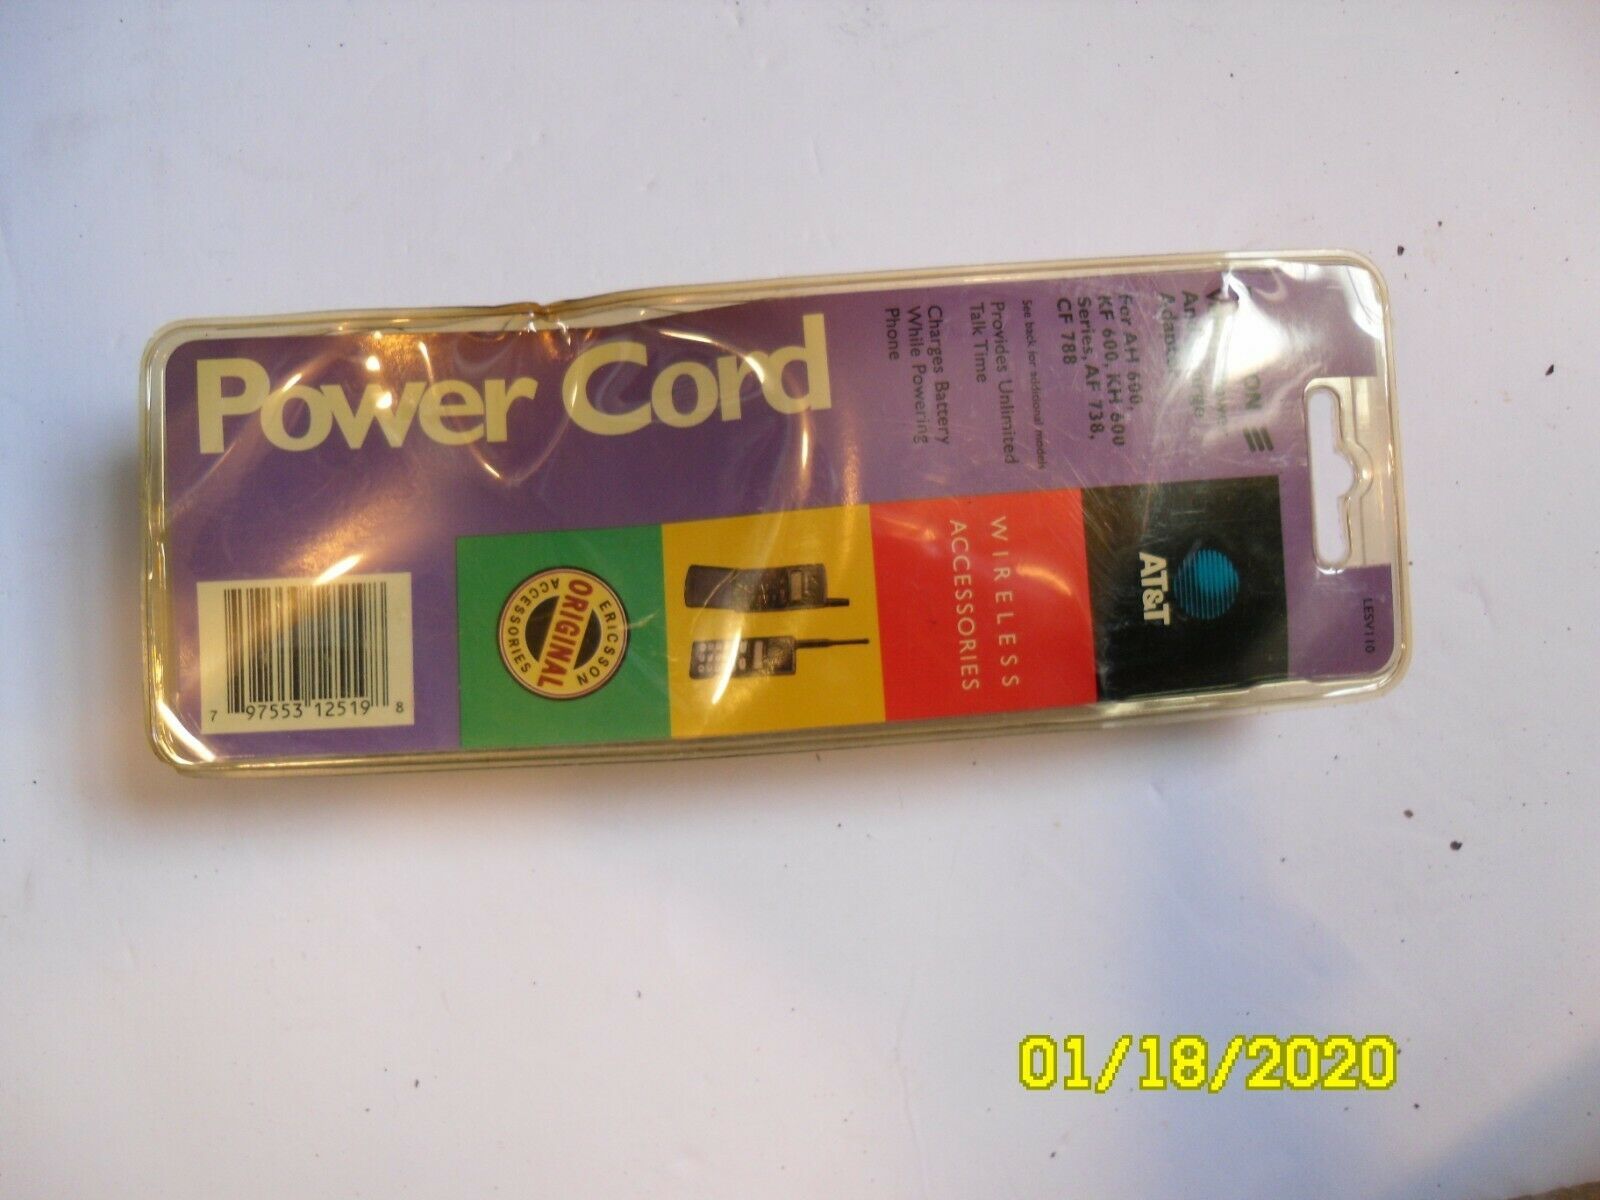 Power Cord
For AH 600,
KF 600, KH 600
Series, AF 738,
CF 788
See back for additional models
Provides Unlimited
Talk Time
Charges Battery
While Powering
Phone
AT&T
WIRELESS
ACCESSORIES
ERICSSON
ORIGINAL
ACCESSORIES
7 97553 12519 8
LESV110
01/18/2020